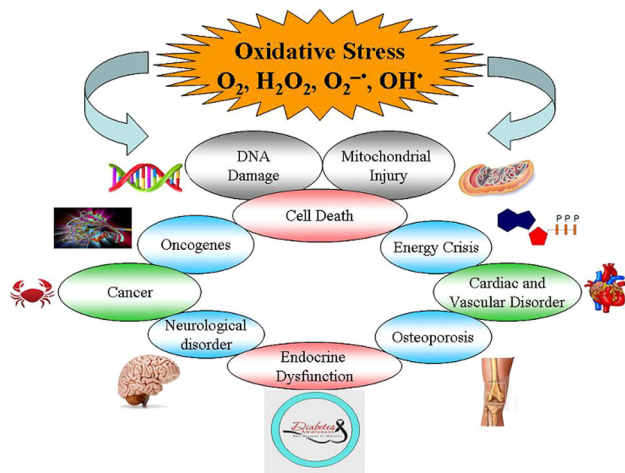 Oxidative Stress
O₂, H₂O₂, O₂⁻˙, OH˙
DNA
Damage
Mitochondrial
Injury
Cell Death
Oncogenes
Energy Crisis
P P P
Cancer
Cardiac and
Vascular Disorder
Neurological
disorder
Osteoporosis
Endocrine
Dysfunction
Diabetes
Awareness